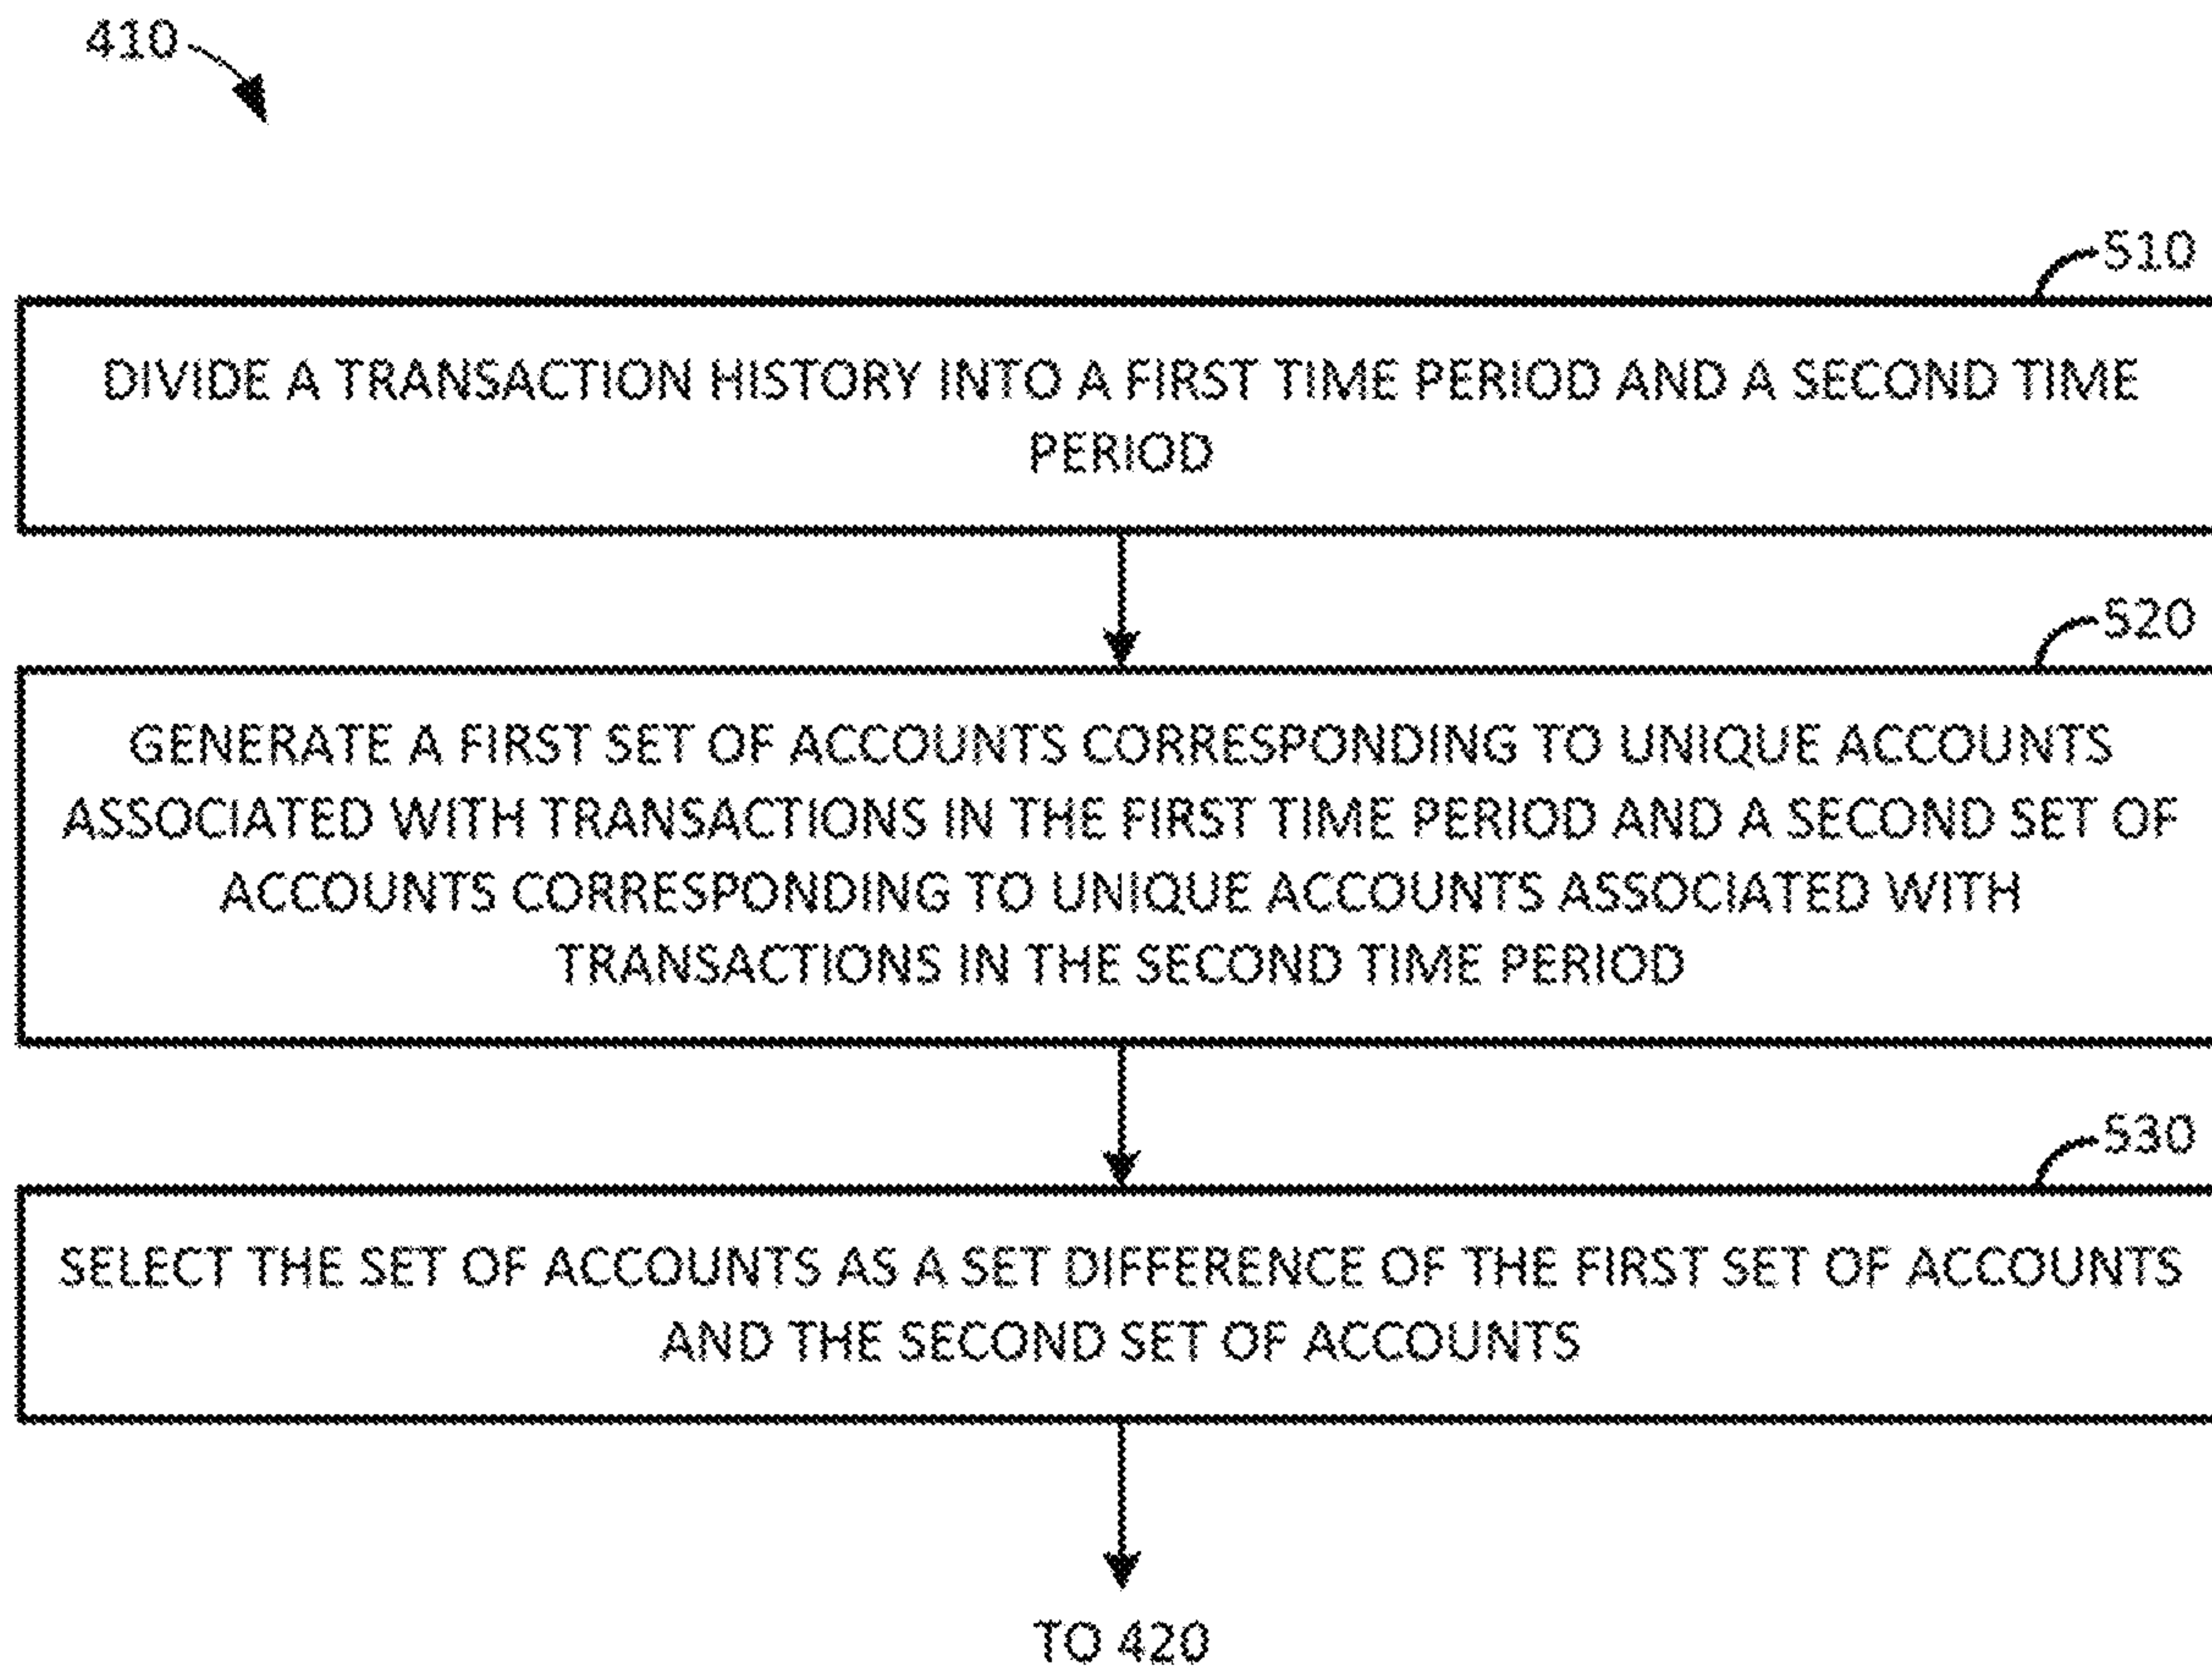 410
510
DIVIDE A TRANSACTION HISTORY INTO A FIRST TIME PERIOD AND A SECOND TIME
PERIOD
520
GENERATE A FIRST SET OF ACCOUNTS CORRESPONDING TO UNIQUE ACCOUNTS
ASSOCIATED WITH TRANSACTIONS IN THE FIRST TIME PERIOD AND A SECOND SET OF
ACCOUNTS CORRESPONDING TO UNIQUE ACCOUNTS ASSOCIATED WITH
TRANSACTIONS IN THE SECOND TIME PERIOD
530
SELECT THE SET OF ACCOUNTS AS A SET DIFFERENCE OF THE FIRST SET OF ACCOUNTS
AND THE SECOND SET OF ACCOUNTS
TO 420